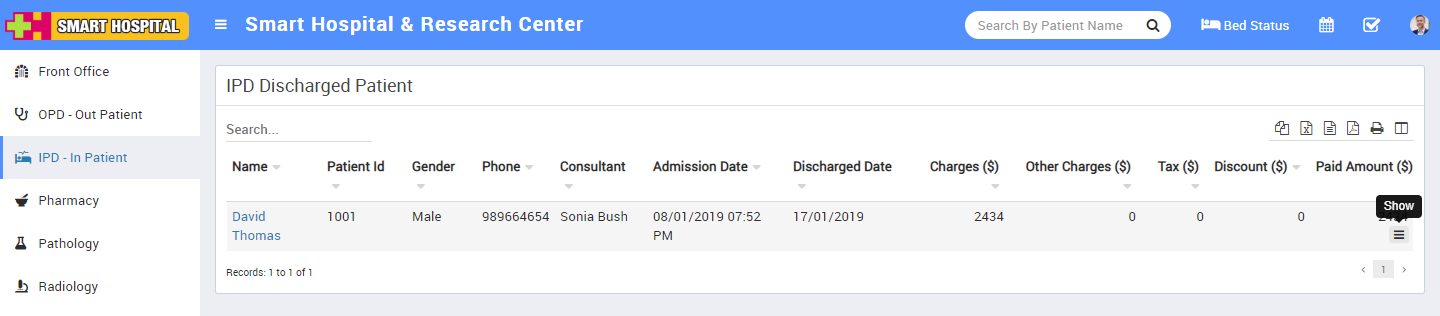 SMART HOSPITAL
Smart Hospital & Research Center
Search By Patient Name
Bed Status
Front Office
OPD - Out Patient
IPD - In Patient
Pharmacy
Pathology
Radiology
IPD Discharged Patient
Search...
Name Patient Id Gender Phone Consultant Admission Date Discharged Date Charges ($) Other Charges ($) Tax ($) Discount ($) Paid Amount ($)
David 1001 Male 989664654 Sonia Bush 08/01/2019 07:52 17/01/2019 2434 0 0 0
Thomas PM
Show
Records: 1 to 1 of 1
‹ 1 ›